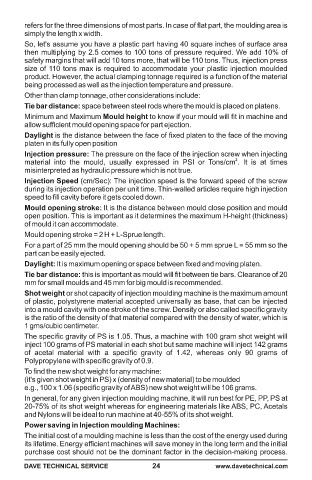 refers for the three dimensions of most parts. In case of flat part, the moulding area is
simply the length x width.
So, let's assume you have a plastic part having 40 square inches of surface area
then multiplying by 2.5 comes to 100 tons of pressure required. We add 10% of
safety margins that will add 10 tons more, that will be 110 tons. Thus, injection press
size of 110 tons max is required to accommodate your plastic injection moulded
product. However, the actual clamping tonnage required is a function of the material
being processed as well as the injection temperature and pressure.
Other than clamp tonnage, other considerations include:
Tie bar distance: space between steel rods where the mould is placed on platens.
Minimum and Maximum Mould height to know if your mould will fit in machine and
allow sufficient mould opening space for part ejection.
Daylight is the distance between the face of fixed platen to the face of the moving
platen in its fully open position
Injection pressure: The pressure on the face of the injection screw when injecting
material into the mould, usually expressed in PSI or Tons/cm². It is at times
misinterpreted as hydraulic pressure which is not true.
Injection Speed (cm/Sec): The injection speed is the forward speed of the screw
during its injection operation per unit time. Thin-walled articles require high injection
speed to fill cavity before it gets cooled down.
Mould opening stroke: It is the distance between mould close position and mould
open position. This is important as it determines the maximum H-height (thickness)
of mould it can accommodate.
Mould opening stroke = 2 H + L-Sprue length.
For a part of 25 mm the mould opening should be 50 + 5 mm sprue L = 55 mm so the
part can be easily ejected.
Daylight: It is maximum opening or space between fixed and moving platen.
Tie bar distance: this is important as mould will fit between tie bars. Clearance of 20
mm for small moulds and 45 mm for big mould is recommended.
Shot weight or shot capacity of injection moulding machine is the maximum amount
of plastic, polystyrene material accepted universally as base, that can be injected
into a mould cavity with one stroke of the screw. Density or also called specific gravity
is the ratio of the density of that material compared with the density of water, which is
1 gms/cubic centimeter.
The specific gravity of PS is 1.05. Thus, a machine with 100 gram shot weight will
inject 100 grams of PS material in each shot but same machine will inject 142 grams
of acetal material with a specific gravity of 1.42, whereas only 90 grams of
Polypropylene with specific gravity of 0.9.
To find the new shot weight for any machine:
(it's given shot weight in PS) x (density of new material) to be moulded
e.g., 100 x 1.06 (specific gravity of ABS) new shot weight will be 106 grams.
In general, for any given injection moulding machine, it will run best for PE, PP, PS at
20-75% of its shot weight whereas for engineering materials like ABS, PC, Acetals
and Nylons will be ideal to run machine at 40-55% of its shot weight.
Power saving in Injection moulding Machines:
The initial cost of a moulding machine is less than the cost of the energy used during
its lifetime. Energy efficient machines will save money in the long term and the initial
purchase cost should not be the dominant factor in the decision-making process.
DAVE TECHNICAL SERVICE 24 www.davetechnical.com